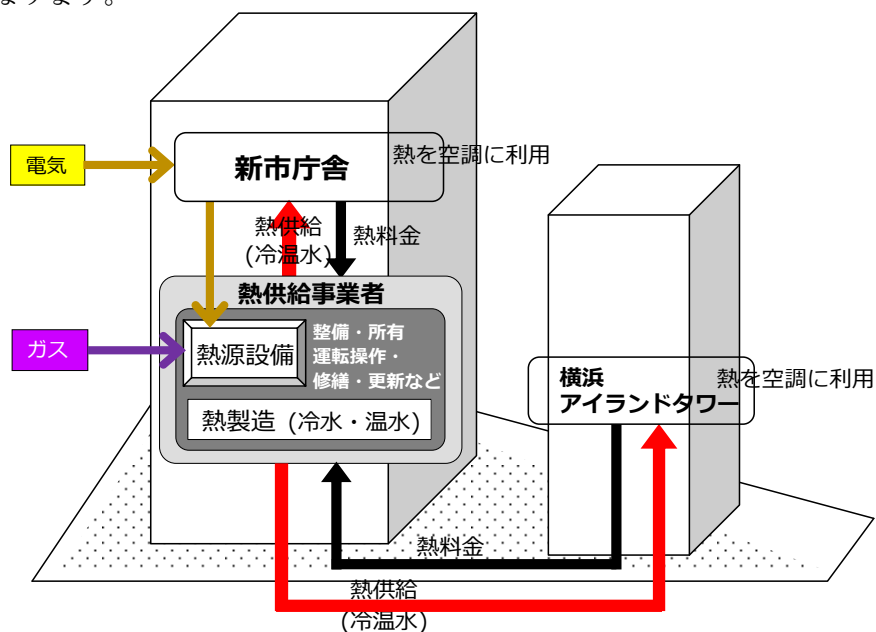 なります。
電気
新市庁舎
熱を空調に利用
熱供給
(冷温水)
熱料金
熱供給事業者
ガス
熱源設備
整備・所有
運転操作・
修繕・更新など
熱製造 (冷水・温水)
横浜
アイランドタワー
熱を空調に利用
熱料金
熱供給
(冷温水)